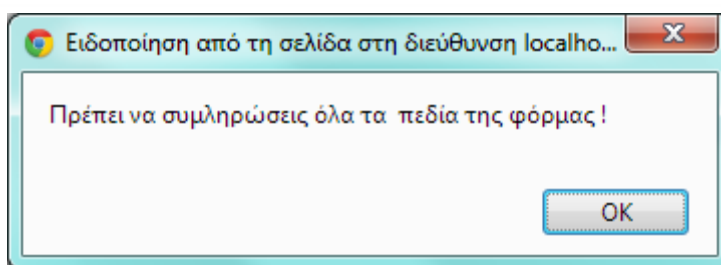 Ειδοποίηση από τη σελίδα στη διεύθυνση localho...
Πρέπει να συμληρώσεις όλα τα πεδία της φόρμας !
OK